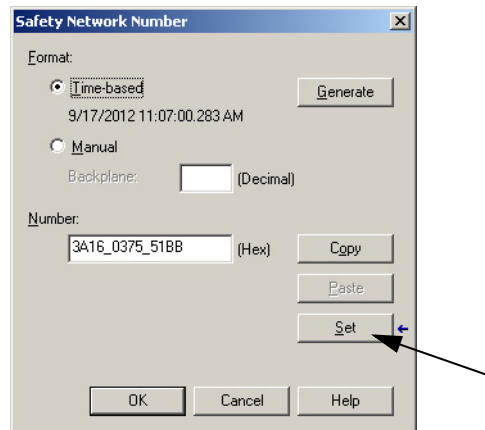 Safety Network Number
Format:
Time-based
Generate
9/17/2012 11:07:00.283 AM
Manual
Backplane:
(Decimal)
Number:
3A16_0375_51BB
(Hex)
Copy
Paste
Set
OK
Cancel
Help